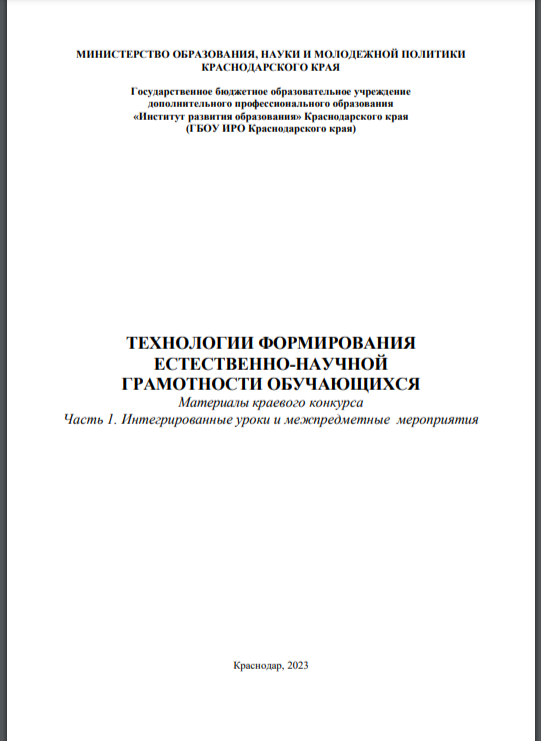 МИНИСТЕРСТВО ОБРАЗОВАНИЯ, НАУКИ И МОЛОДЕЖНОЙ ПОЛИТИКИ
КРАСНОДАРСКОГО КРАЯ
Государственное бюджетное образовательное учреждение
дополнительного профессионального образования
«Институт развития образования» Краснодарского края
(ГБОУ ИРО Краснодарского края)
ТЕХНОЛОГИИ ФОРМИРОВАНИЯ
ЕСТЕСТВЕННО-НАУЧНОЙ
ГРАМОТНОСТИ ОБУЧАЮЩИХСЯ
Материалы краевого конкурса
Часть 1. Интегрированные уроки и межпредметные мероприятия
Краснодар, 2023